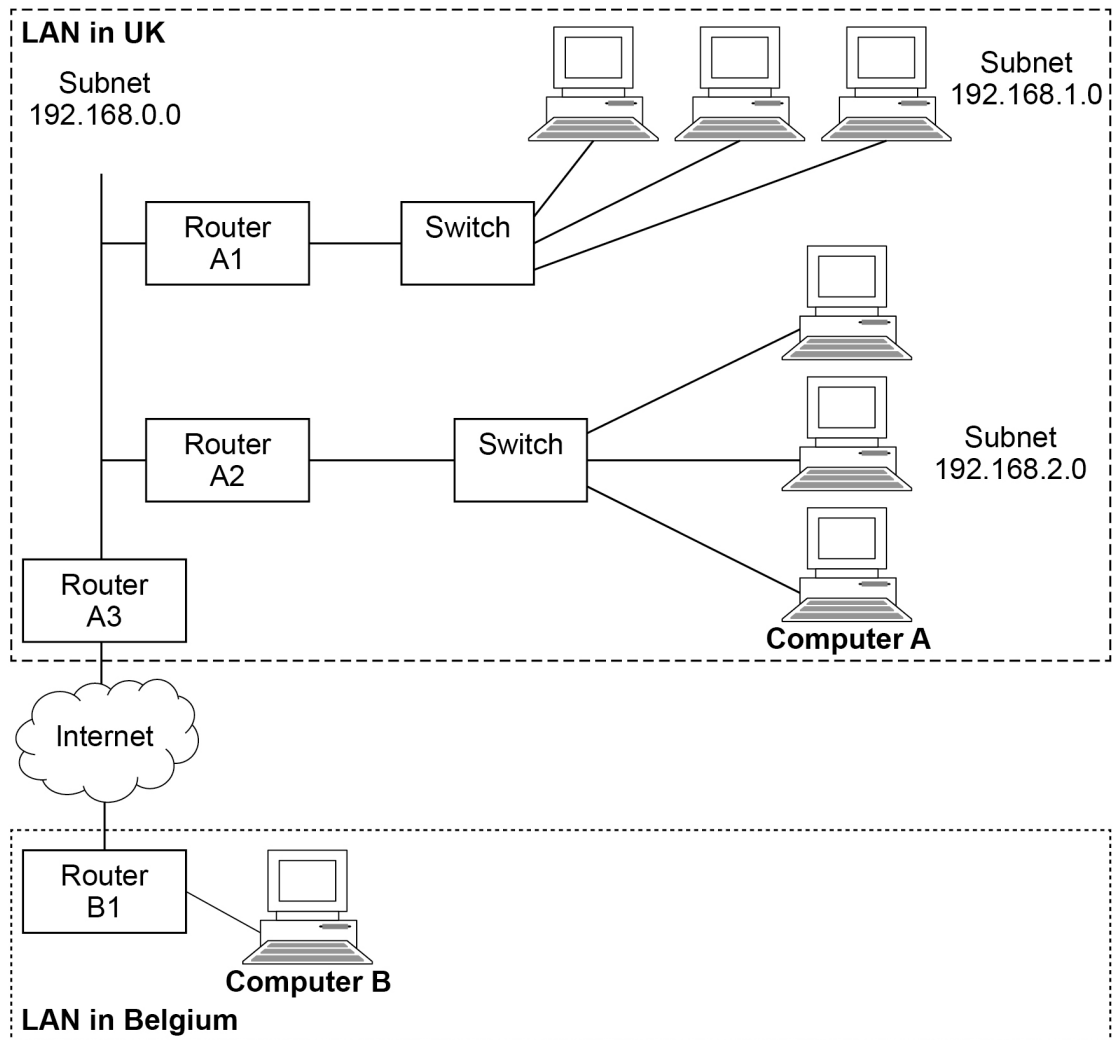 LAN in UK
Subnet
192.168.0.0
Subnet
192.168.1.0
Router
A1
Switch
Router
A2
Switch
Subnet
192.168.2.0
Router
A3
Computer A
Internet
Router
B1
Computer B
LAN in Belgium